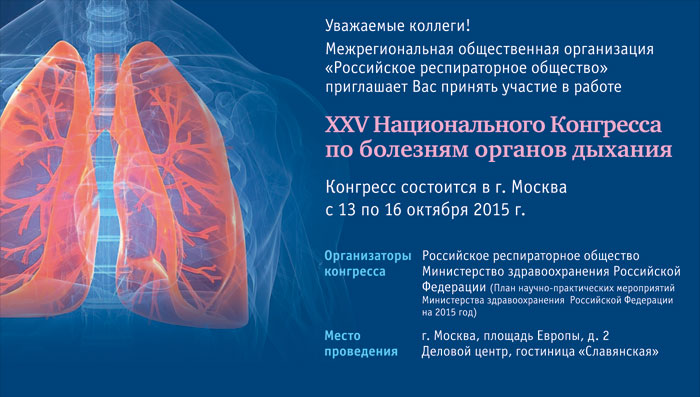 Уважаемые коллеги!
Межрегиональная общественная организация
«Российское респираторное общество»
приглашает Вас принять участие в работе
XXV Национального Конгресса
по болезням органов дыхания
Конгресс состоится в г. Москва
с 13 по 16 октября 2015 г.
Организаторы
конгресса
Российское респираторное общество
Министерство здравоохранения Российской
Федерации (План научно-практических мероприятий
Министерства здравоохранения Российской Федерации
на 2015 год)
Место
проведения
г. Москва, площадь Европы, д. 2
Деловой центр, гостиница «Славянская»